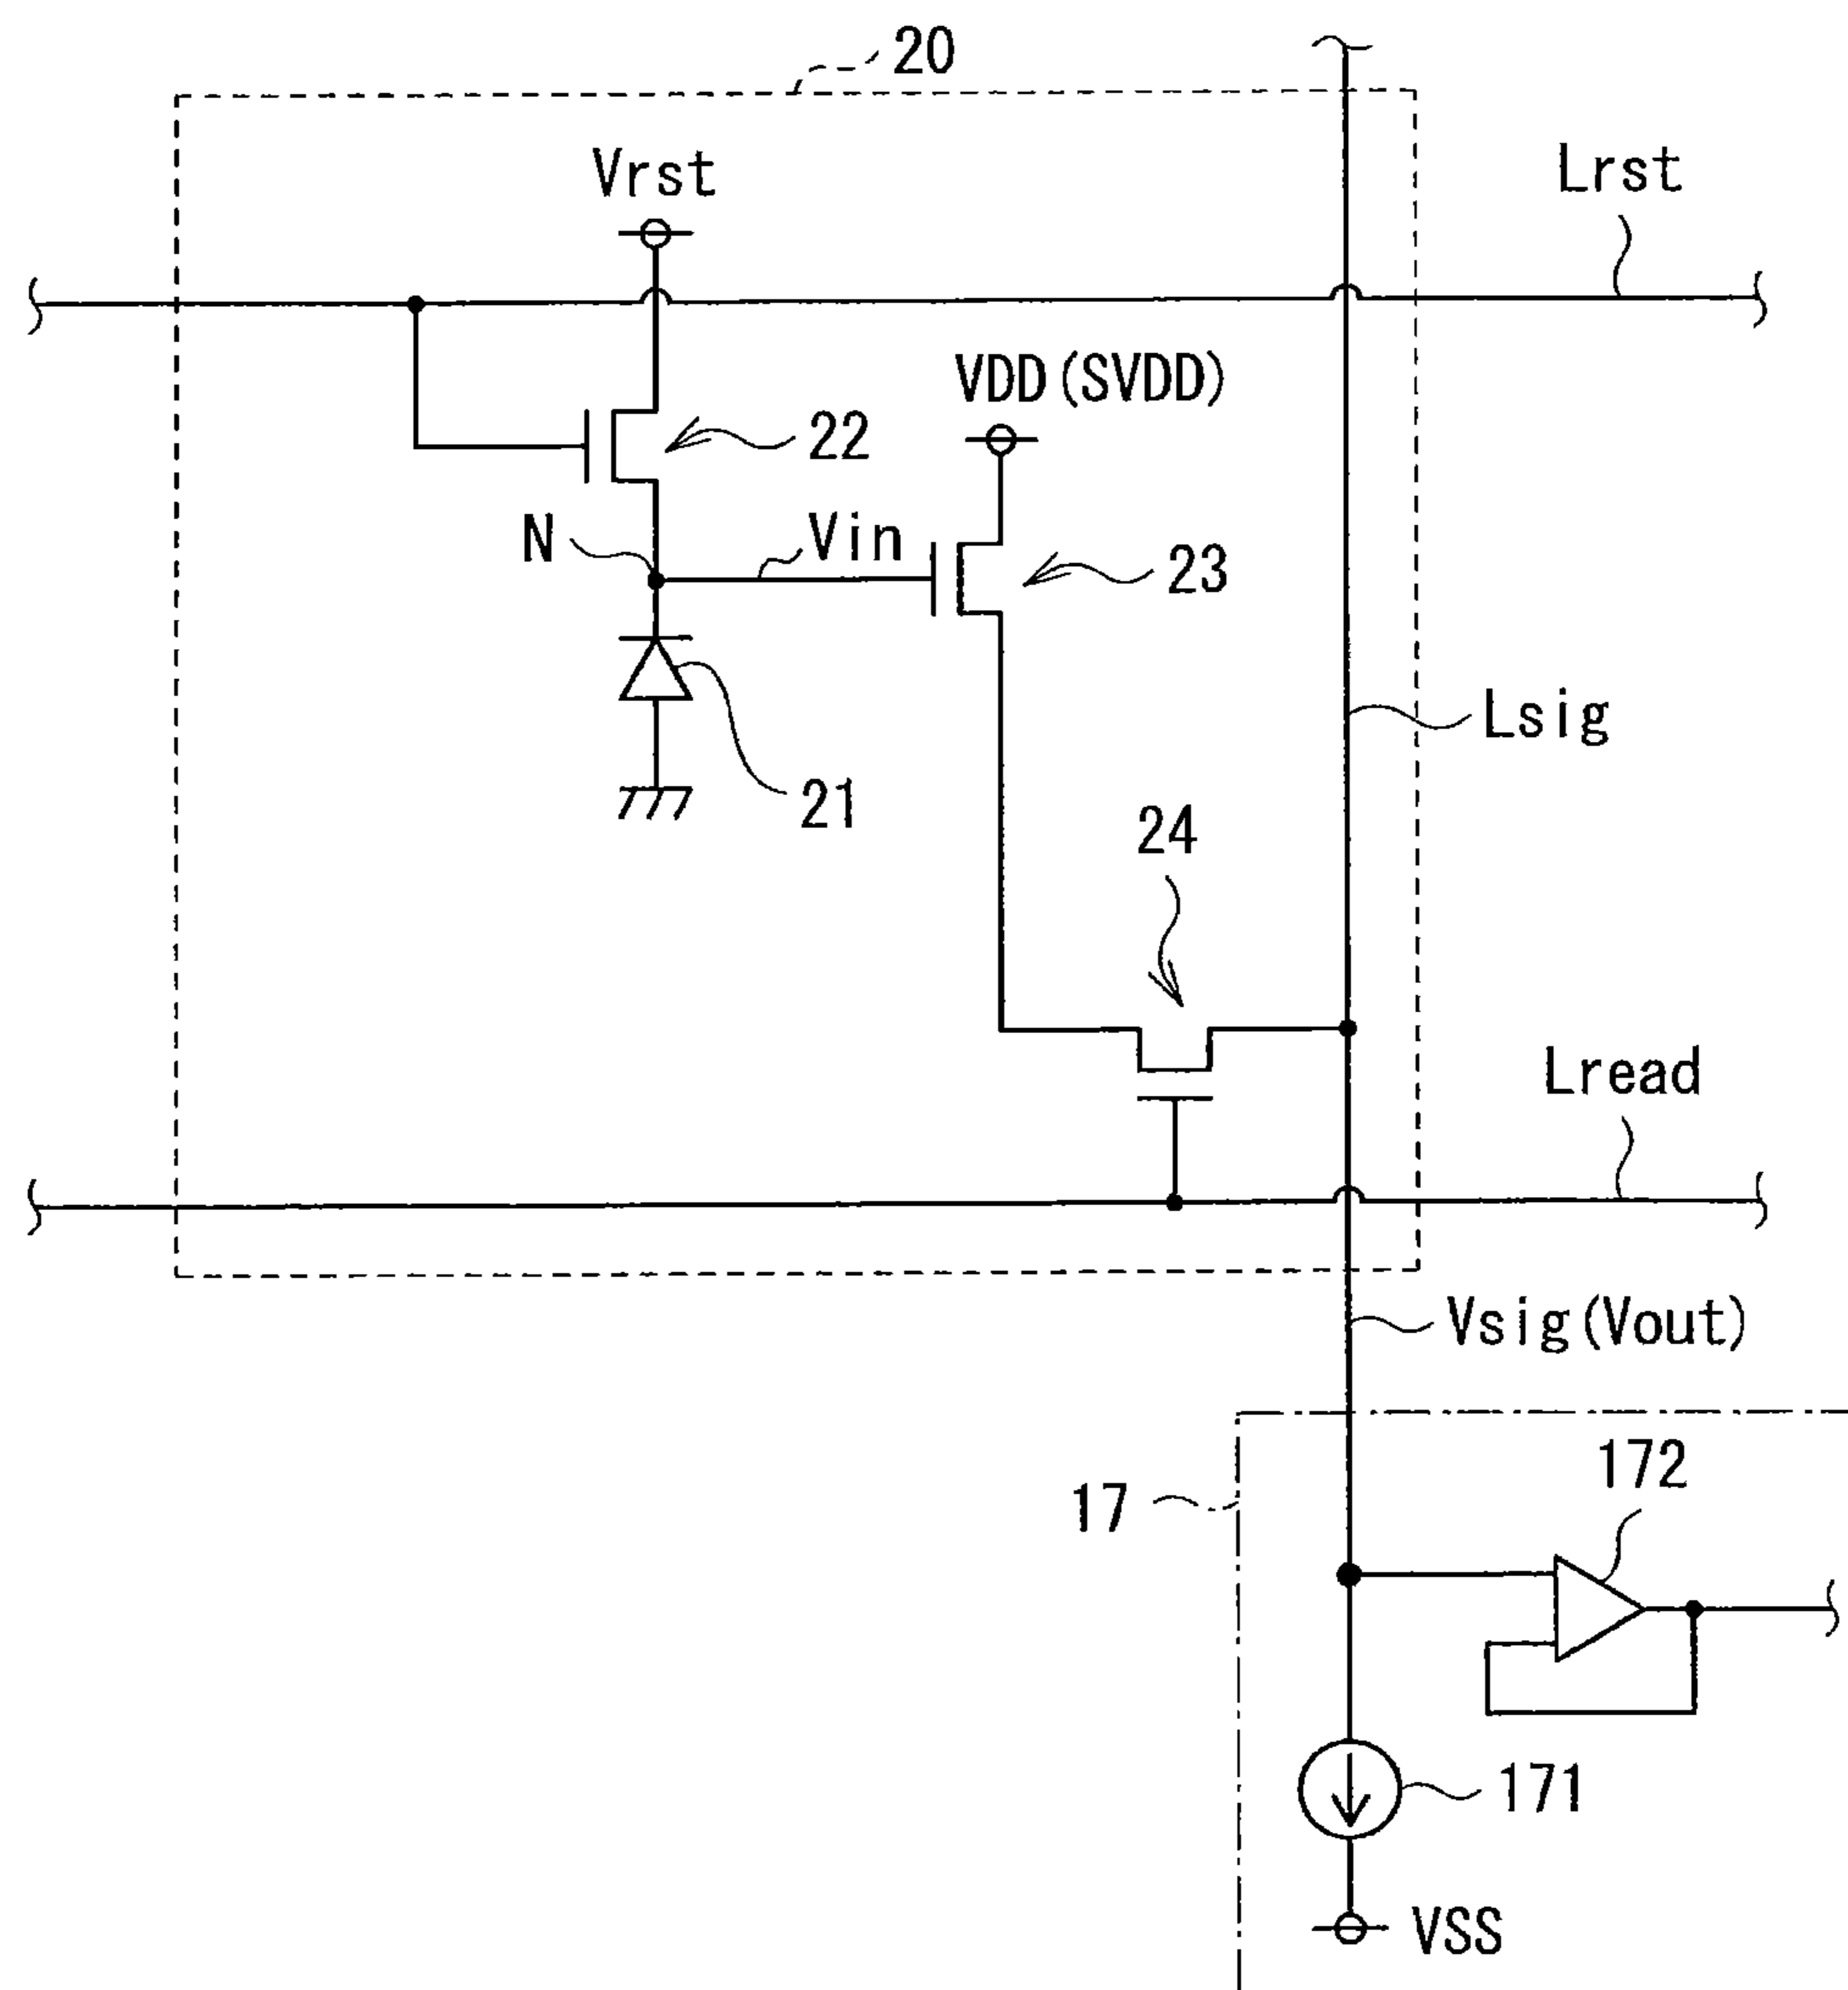 20
Vrst
Lrst
VDD(SVDD)
22
N
Vin
23
Lsig
21
24
Lread
Vsig(Vout)
172
17
171
VSS